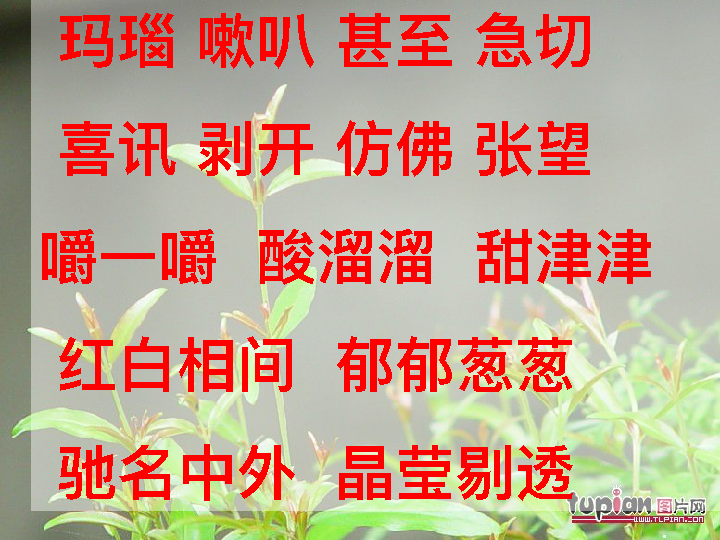 玛瑙 嗽叭 甚至 急切
喜讯 剥开 仿佛 张望
嚼一嚼 酸溜溜 甜津津
红白相间 郁郁葱葱
驰名中外 晶莹剔透
tupian图片网
WWW.TLPIAN.COM